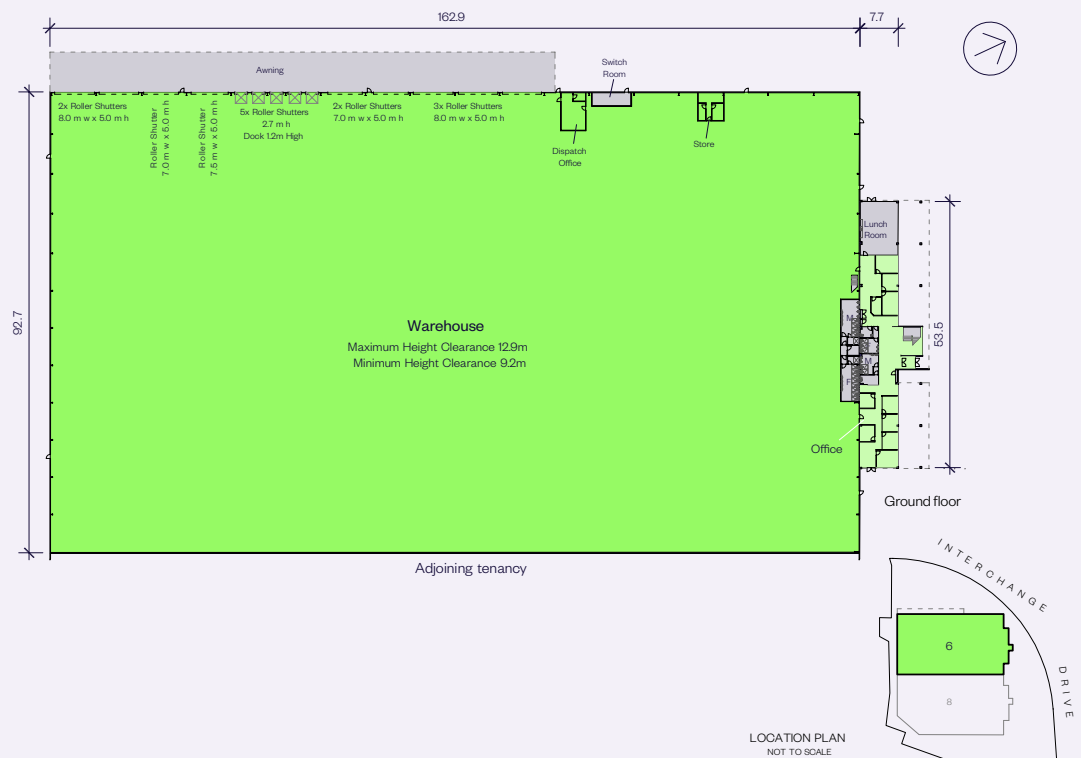 162.9
7.7
Awning
Switch
Room
2x Roller Shutters
8.0 m w x 5.0 m h
Roller Shutter
7.0 m w x 5.0 m h
Roller Shutter
7.5 m w x 5.0 m h
5x Roller Shutters
2.7 m h
Dock 1.2m High
2x Roller Shutters
7.0 m w x 5.0 m h
3x Roller Shutters
8.0 m w x 5.0 m h
Dispatch
Office
Store
Lunch
Room
92.7
53.5
Warehouse
Maximum Height Clearance 12.9m
Minimum Height Clearance 9.2m
M
F
M
Office
Ground floor
Adjoining tenancy
INTERCHANGE
DRIVE
6
8
LOCATION PLAN
NOT TO SCALE